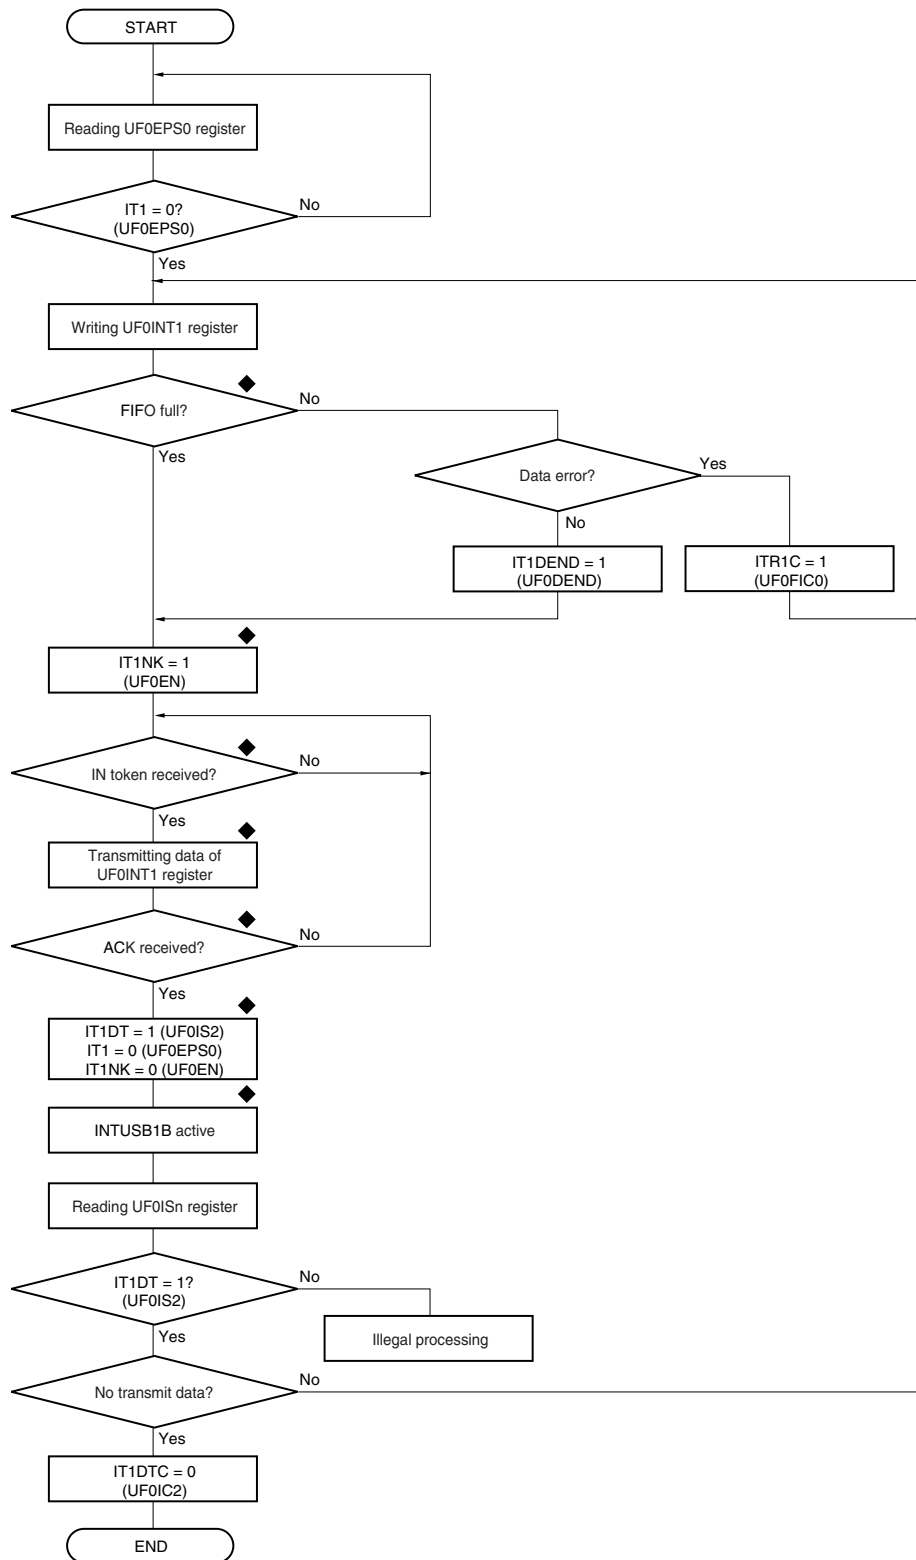 START
Reading UF0EPS0 register
IT1 = 0?
(UF0EPS0)
No
Yes
Writing UF0INT1 register
FIFO full?
No
Yes
Data error?
Yes
No
IT1DEND = 1
(UF0DEND)
ITR1C = 1
(UF0FIC0)
IT1NK = 1
(UF0EN)
IN token received?
No
Yes
Transmitting data of
UF0INT1 register
ACK received?
No
Yes
IT1DT = 1 (UF0IS2)
IT1 = 0 (UF0EPS0)
IT1NK = 0 (UF0EN)
INTUSB1B active
Reading UF0ISn register
IT1DT = 1?
(UF0IS2)
No
Illegal processing
Yes
No transmit data?
No
Yes
IT1DTC = 0
(UF0IC2)
END